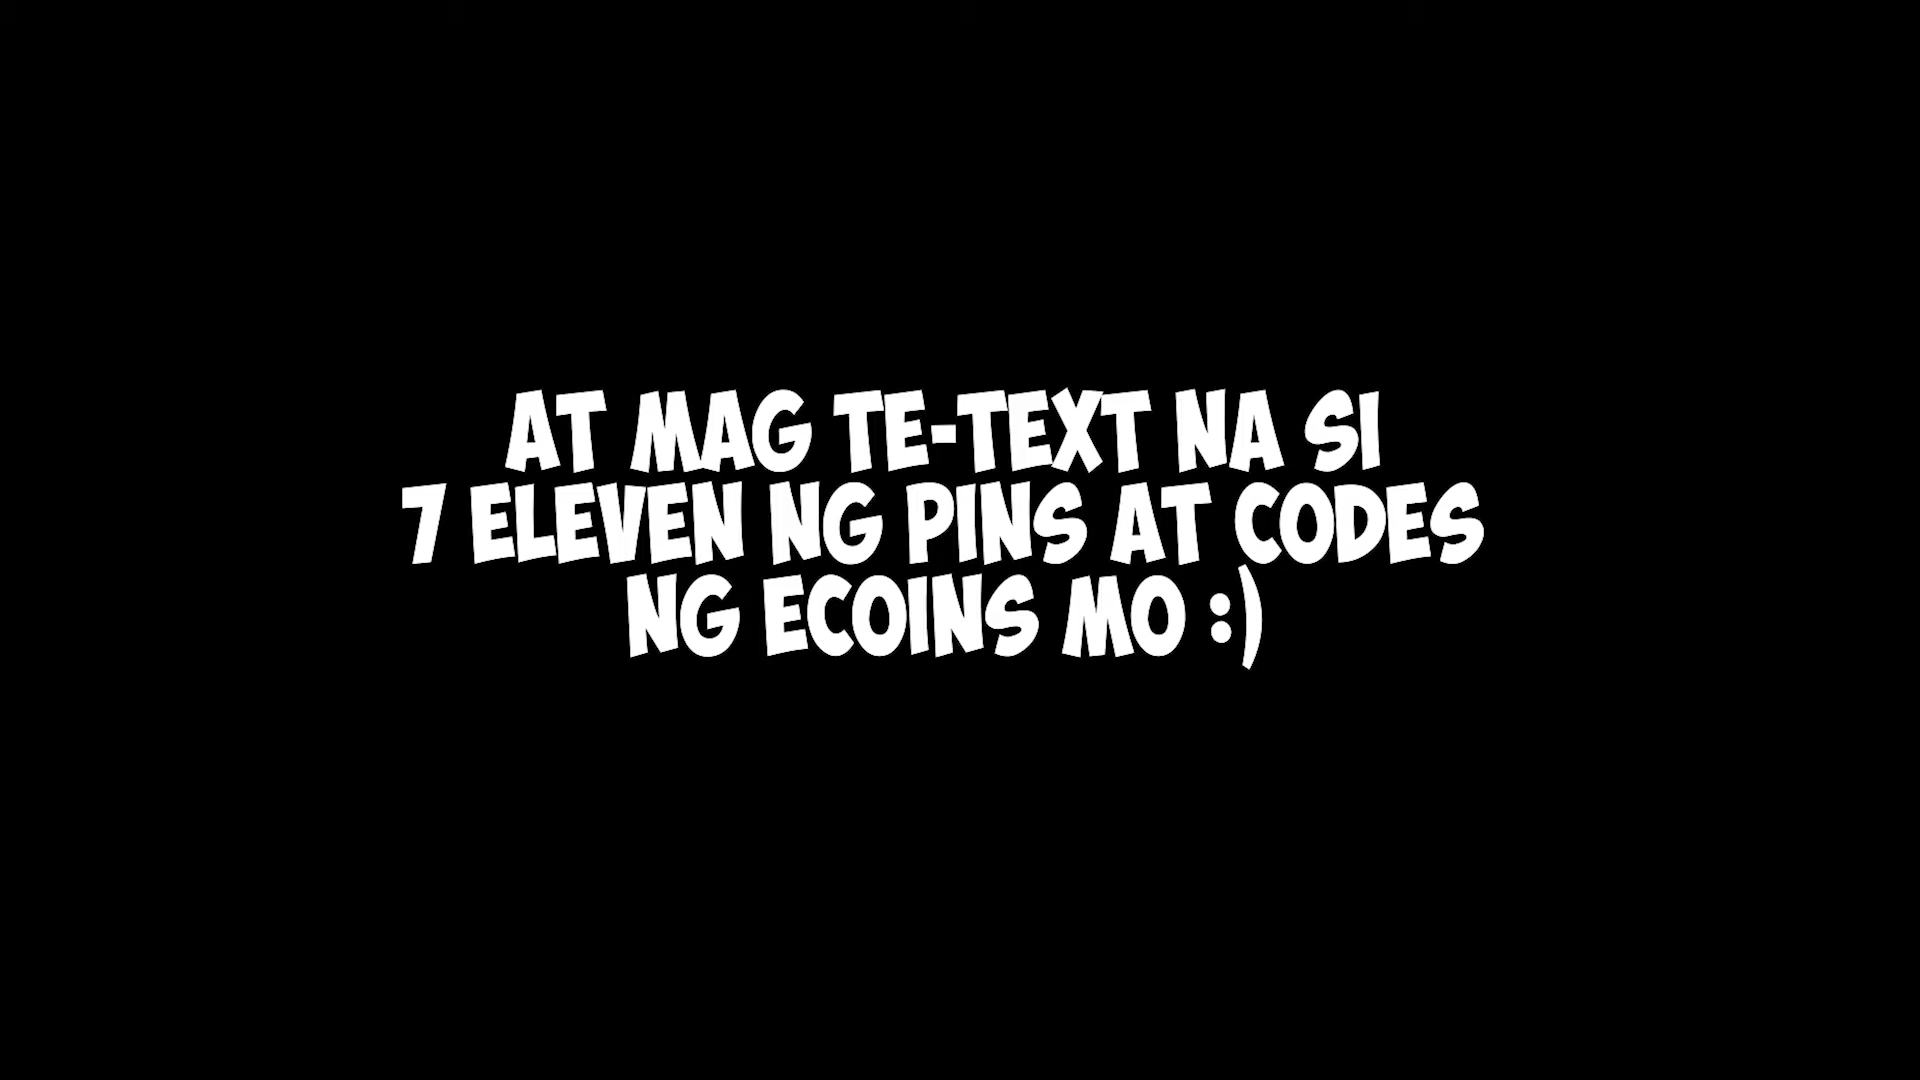 AT MAG TE-TEXT NA SI
7 ELEVEN NG PINS AT CODES
NG ECOINS MO :)